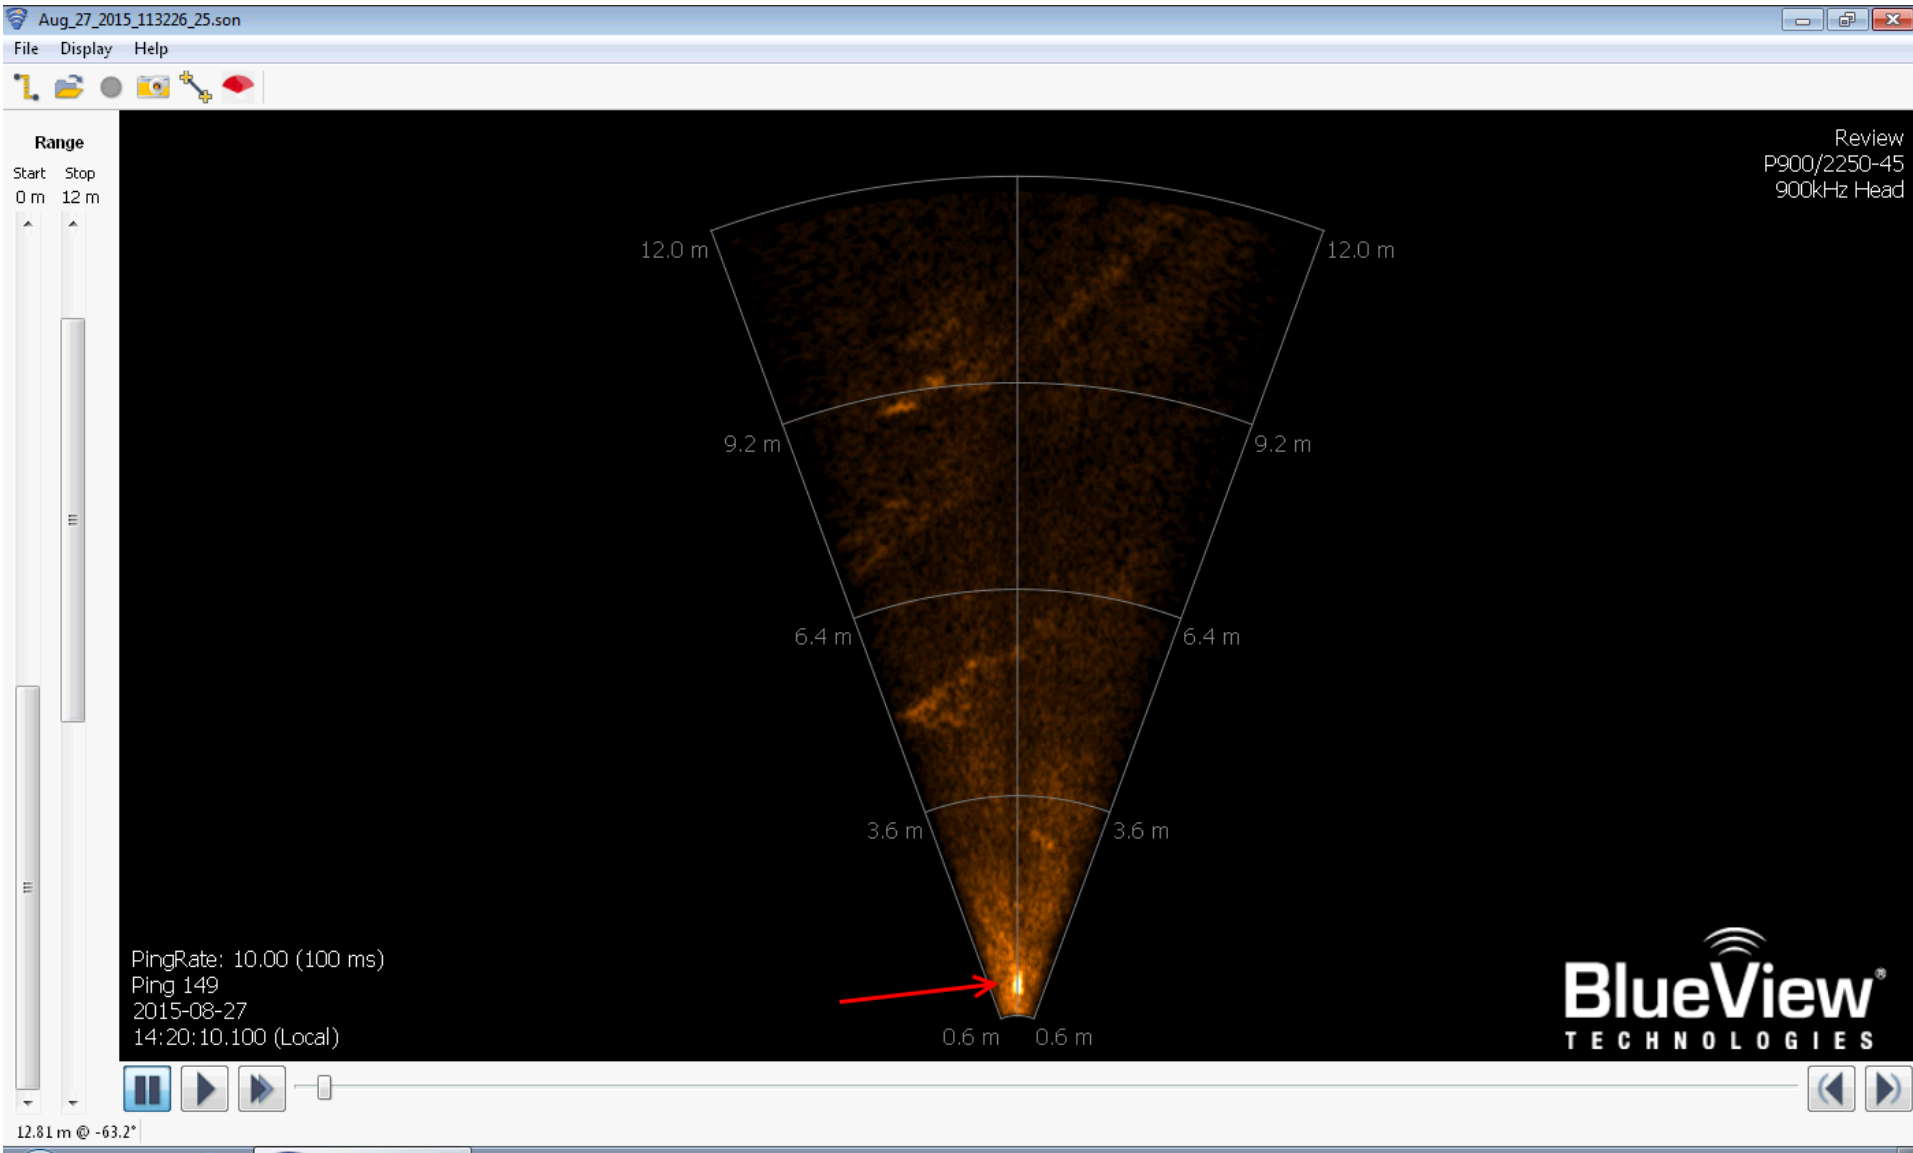 Aug_27_2015_113226_25.son
File Display Help
Range
Start Stop
0 m 12 m
Review
P900/2250-45
900kHz Head
12.0 m 12.0 m
9.2 m 9.2 m
6.4 m 6.4 m
3.6 m 3.6 m
0.6 m 0.6 m
PingRate: 10.00 (100 ms)
Ping 149
2015-08-27
14:20:10.100 (Local)
BlueView®
TECHNOLOGIES
12.81 m @ -63.2°